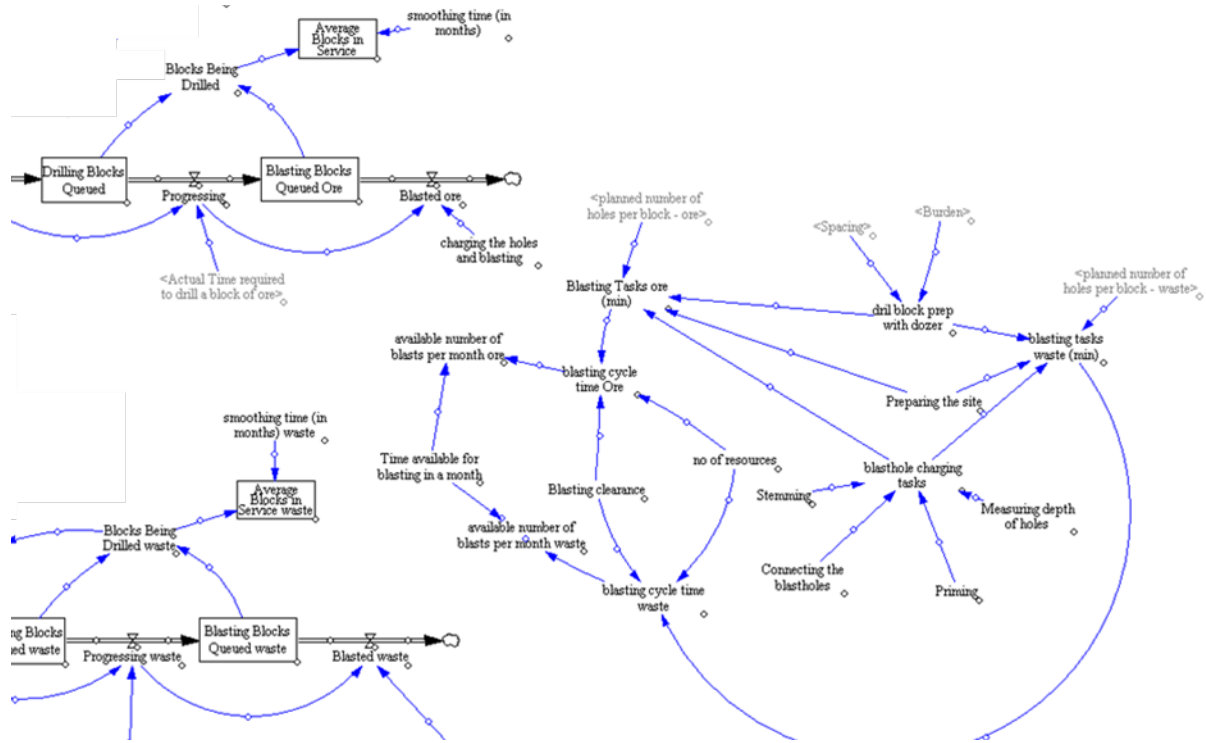 smoothing time (in
months)
Average
Blocks in
Service
Blocks Being
Drilled
Drilling Blocks
Queued
Progressing
Blasting Blocks
Queued Ore
Blasted ore
charging the holes
and blasting
<Actual Time required
to drill a block of ore>
<planned number of
holes per block - ore>
<Spacing>
<Burden>
<planned number of
holes per block - waste>
Blasting Tasks ore
(min)
dril block prep
with dozer
blasting tasks
waste (min)
available number of
blasts per month ore
blasting cycle
time Ore
Preparing the site
smoothing time (in
months) waste
Time available for
blasting in a month
no of resources
blasthole charging
tasks
Average
Blocks in
Service waste
Blasting clearance
Stemming
Measuring depth
of holes
Blocks Being
Drilled waste
available number of
blasts per month waste
Connecting the
blastholes
Priming
blasting cycle time
waste
ng Blocks
ued waste
Progressing waste
Blasting Blocks
Queued waste
Blasted waste